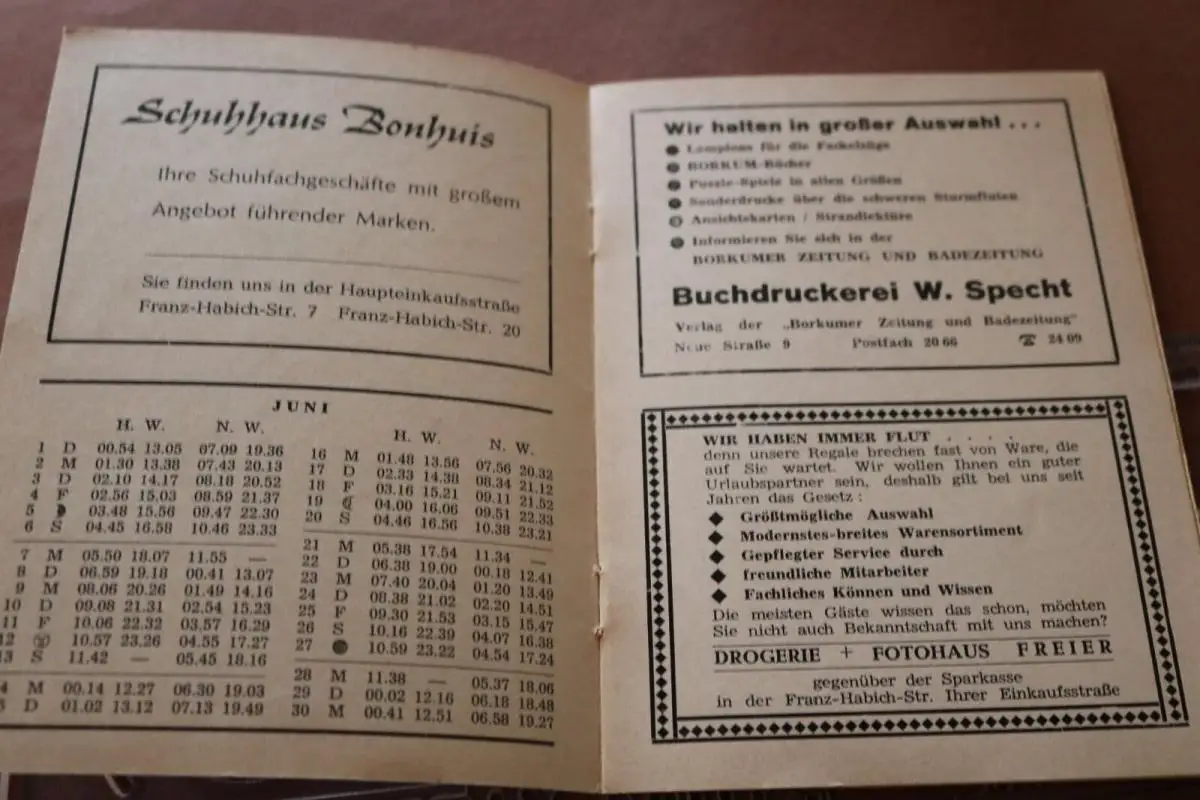 Schuhhaus Bonhuis
Ihre Schuhfachgeschäfte mit großem
Angebot führender Marken.
Sie finden uns in der Haupteinkaufsstraße
Franz-Habich-Str. 7 Franz-Habich-Str. 20
JUNI
H. W. N. W.
1 D 00.54 13.05 07.09 19.36
2 M 01.30 13.38 07.43 20.13
3 D 02.10 14.17 08.18 20.52
4 F 02.56 15.03 08.59 21.37
5 03.48 15.56 09.47 22.30
6 S 04.45 16.58 10.46 23.33
7 M 05.50 18.07 11.55 —
8 D 06.59 19.18 00.41 13.07
9 M 08.06 20.26 01.49 14.16
10 D 09.08 21.31 02.54 15.23
11 F 10.06 22.32 03.57 16.29
12 10.57 23.26 04.55 17.27
13 S 11.42 — 05.45 18.16
4 M 00.14 12.27 06.30 19.03
5 D 01.02 13.12 07.13 19.49
H. W. N. W.
16 M 01.48 13.56 07.56 20.32
17 D 02.33 14.38 08.34 21.12
18 F 03.16 15.21 09.11 21.52
19 04.00 16.06 09.51 22.33
20 S 04.46 16.56 10.38 23.21
21 M 05.38 17.54 11.34 —
22 D 06.38 19.00 00.18 12.41
23 M 07.40 20.04 01.20 13.49
24 D 08.38 21.02 02.20 14.51
25 F 09.30 21.53 03.15 15.47
26 S 10.16 22.39 04.07 16.38
27 10.59 23.22 04.54 17.24
28 M 11.38 — 05.37 18.06
29 D 00.02 12.16 06.18 18.48
30 M 00.41 12.51 06.58 19.27
Wir halten in großer Auswahl ...
Lampions für die Fackelzüge
BORKUM-Bücher
Puzzle-Spiele in allen Größen
Sonderdrucke über die schweren Sturmfluten
Ansichtskarten / Strandlektüre
Informieren Sie sich in der
BORKUMER ZEITUNG UND BADEZEITUNG
Buchdruckerei W. Specht
Verlag der „Borkumer Zeitung und Badezeitung"
Neue Straße 9 Postfach 20 66 ☎ 24 09
WIR HABEN IMMER FLUT . . . .
denn unsere Regale brechen fast von Ware, die
auf Sie wartet. Wir wollen Ihnen ein guter
Urlaubspartner sein, deshalb gilt bei uns seit
Jahren das Gesetz:
◆ Größtmögliche Auswahl
◆ Modernstes-breites Warensortiment
◆ Gepflegter Service durch
◆ freundliche Mitarbeiter
◆ Fachliches Können und Wissen
Die meisten Gäste wissen das schon, möchten
Sie nicht auch Bekanntschaft mit uns machen?
DROGERIE + FOTOHAUS FREIER
gegenüber der Sparkasse
in der Franz-Habich-Str. Ihrer Einkaufsstraße